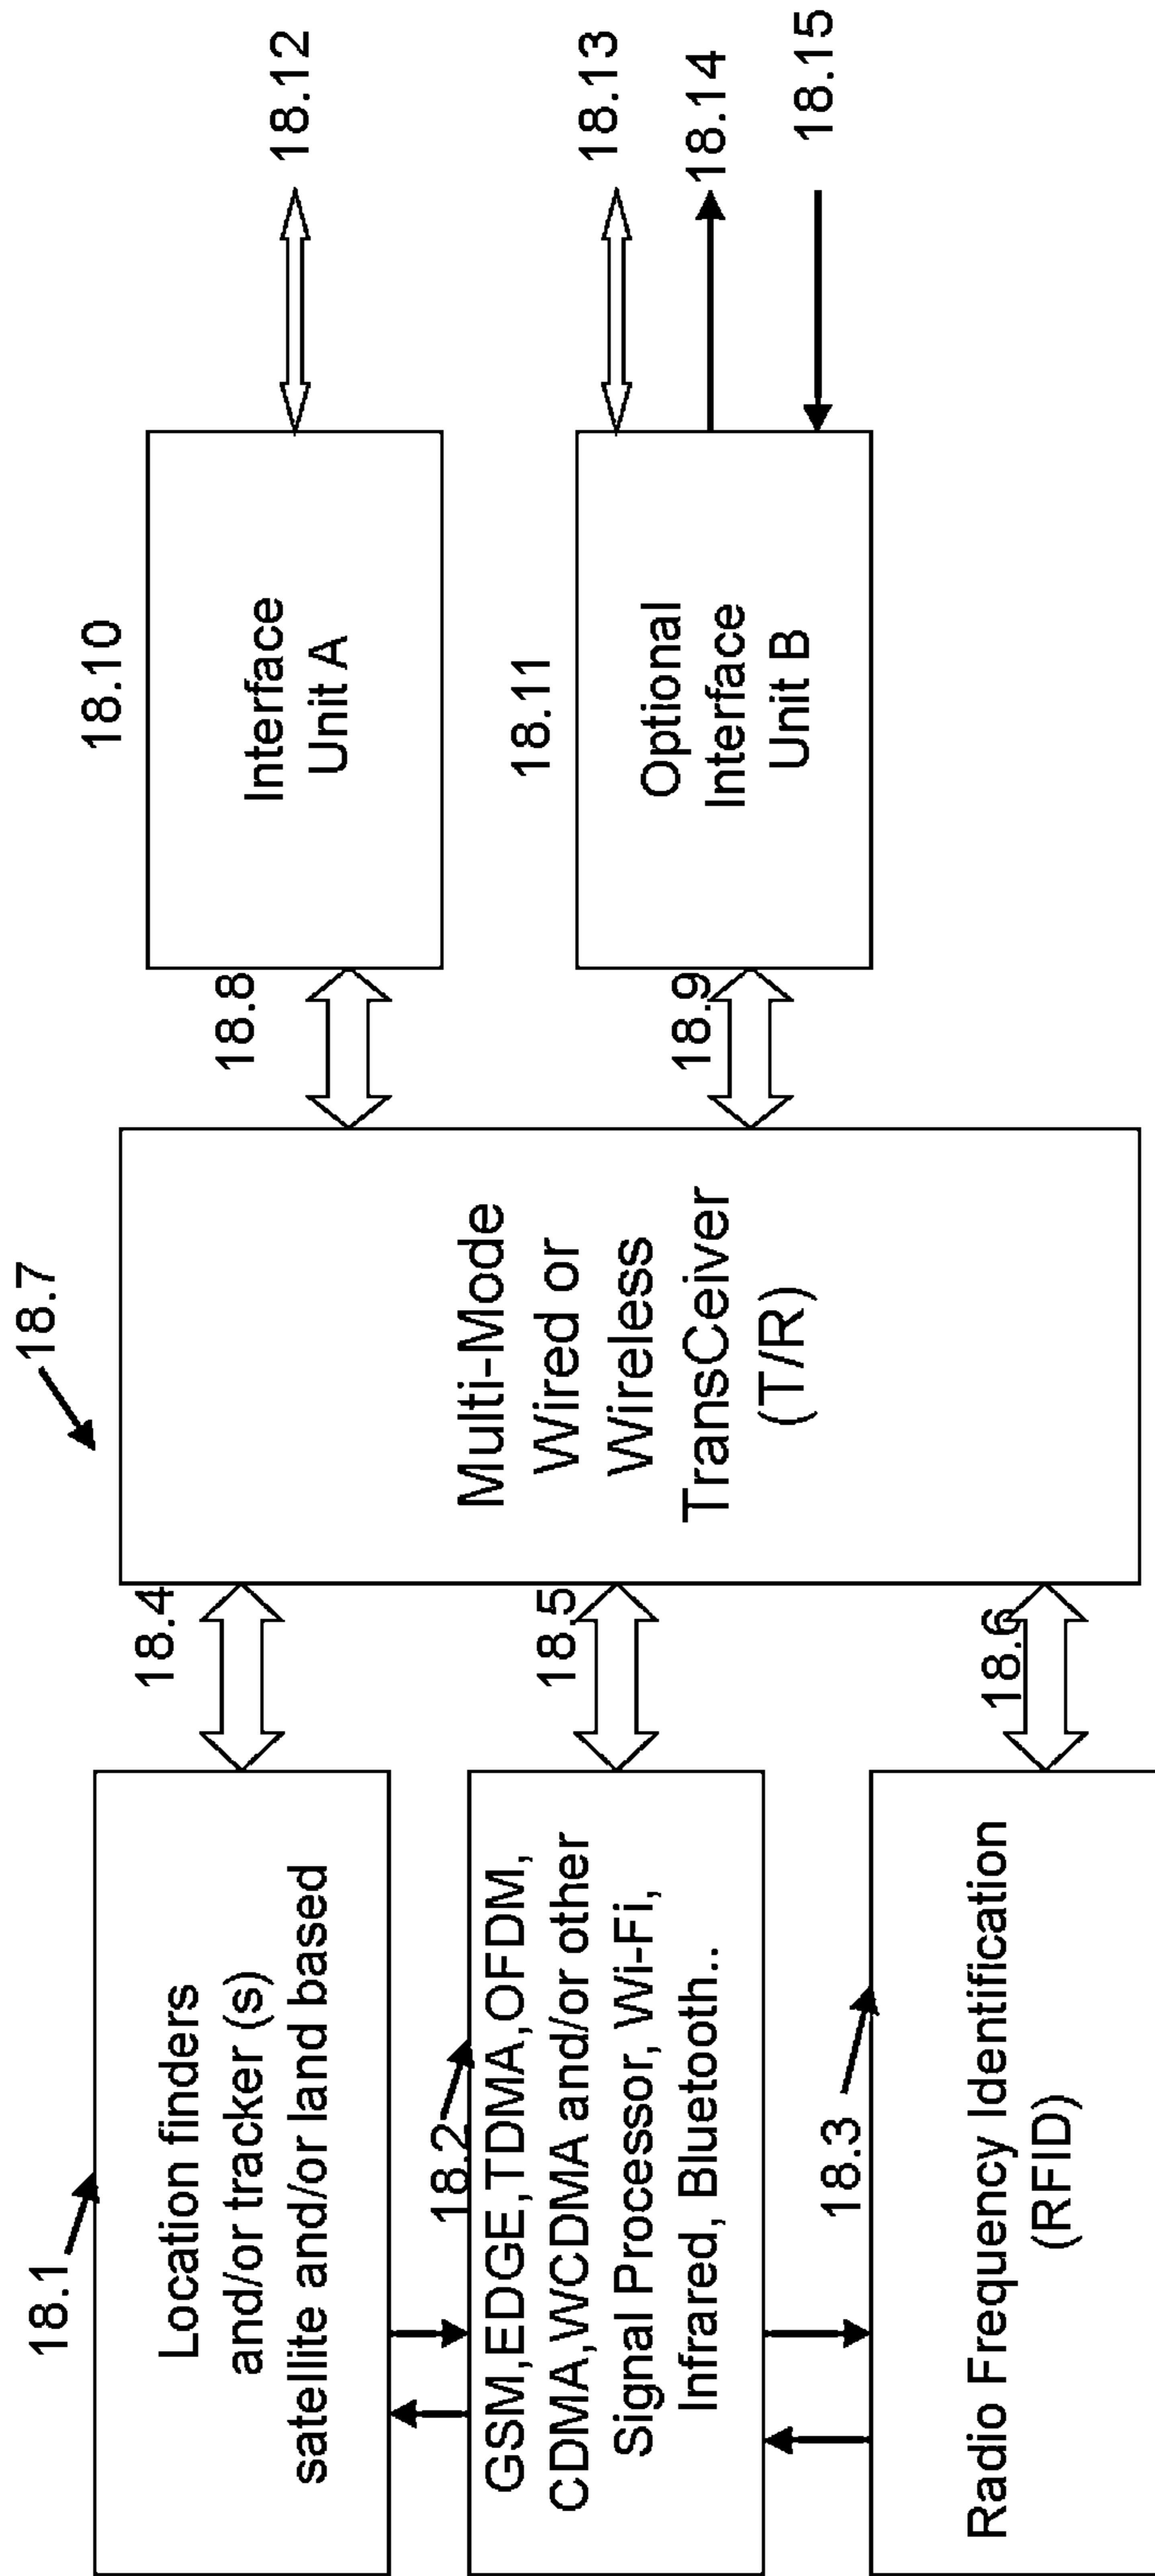 18.1
Location finders
and/or tracker (s)
satellite and/or land based
18.2
GSM,EDGE,TDMA,OFDM,
CDMA,WCDMA and/or other
Signal Processor, Wi-Fi,
Infrared, Bluetooth..
18.3
Radio Frequency Identification
(RFID)
18.4
18.5
18.6
18.7
Multi-Mode
Wired or
Wireless
TransCeiver
(T/R)
18.8
18.9
18.10
Interface
Unit A
18.11
Optional
Interface
Unit B
18.12
18.13
18.14
18.15